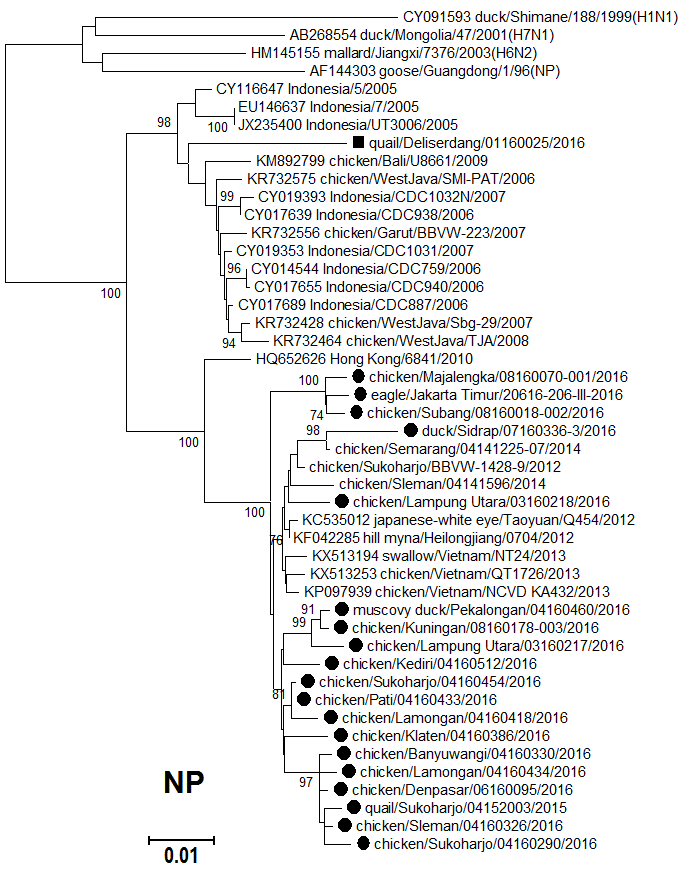 CY091593 duck/Shimane/188/1999(H1N1)
AB268554 duck/Mongolia/47/2001(H7N1)
HM145155 mallard/Jiangxi/7376/2003(H6N2)
AF144303 goose/Guangdong/1/96(NP)
CY116647 Indonesia/5/2005
EU146637 Indonesia/7/2005
98
100 JX235400 Indonesia/UT3006/2005
quail/Deliserdang/01160025/2016
KM892799 chicken/Bali/U8661/2009
KR732575 chicken/WestJava/SMI-PAT/2006
99 CY019393 Indonesia/CDC1032N/2007
CY017639 Indonesia/CDC938/2006
KR732556 chicken/Garut/BBVW-223/2007
CY019353 Indonesia/CDC1031/2007
96 CY014544 Indonesia/CDC759/2006
CY017655 Indonesia/CDC940/2006
100
CY017689 Indonesia/CDC887/2006
KR732428 chicken/WestJava/Sbg-29/2007
94 KR732464 chicken/WestJava/TJA/2008
HQ652626 Hong Kong/6841/2010
100 chicken/Majalengka/08160070-001/2016
eagle/Jakarta Timur/20616-206-III-2016
74 chicken/Subang/08160018-002/2016
98 duck/Sidrap/07160336-3/2016
100
chicken/Semarang/04141225-07/2014
chicken/Sukoharjo/BBVW-1428-9/2012
chicken/Sleman/04141596/2014
chicken/Lampung Utara/03160218/2016
100
KC535012 japanese-white eye/Taoyuan/Q454/2012
76 KF042285 hill myna/Heilongjiang/0704/2012
KX513194 swallow/Vietnam/NT24/2013
KX513253 chicken/Vietnam/QT1726/2013
KP097939 chicken/Vietnam/NCVD KA432/2013
91 muscovy duck/Pekalongan/04160460/2016
99 chicken/Kuningan/08160178-003/2016
chicken/Lampung Utara/03160217/2016
chicken/Kediri/04160512/2016
chicken/Sukoharjo/04160454/2016
81 chicken/Pati/04160433/2016
chicken/Lamongan/04160418/2016
chicken/Klaten/04160386/2016
chicken/Banyuwangi/04160330/2016
chicken/Lamongan/04160434/2016
97 chicken/Denpasar/06160095/2016
NP
quail/Sukoharjo/04152003/2015
chicken/Sleman/04160326/2016
chicken/Sukoharjo/04160290/2016
0.01